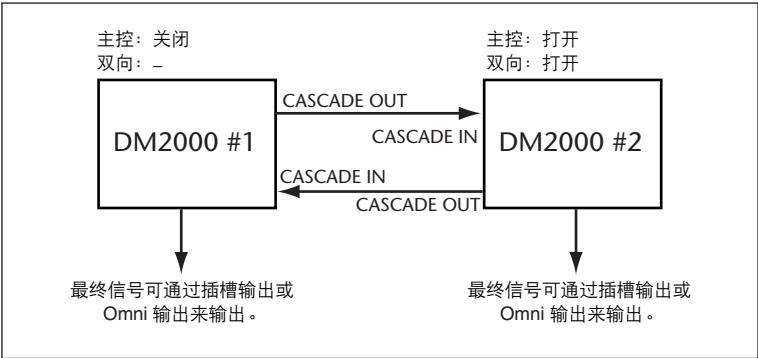 主控：关闭
双向：–
主控：打开
双向：打开
CASCADE OUT
CASCADE IN
DM2000 #1
DM2000 #2
CASCADE IN
CASCADE OUT
最终信号可通过插槽输出或
Omni 输出来输出。
最终信号可通过插槽输出或
Omni 输出来输出。